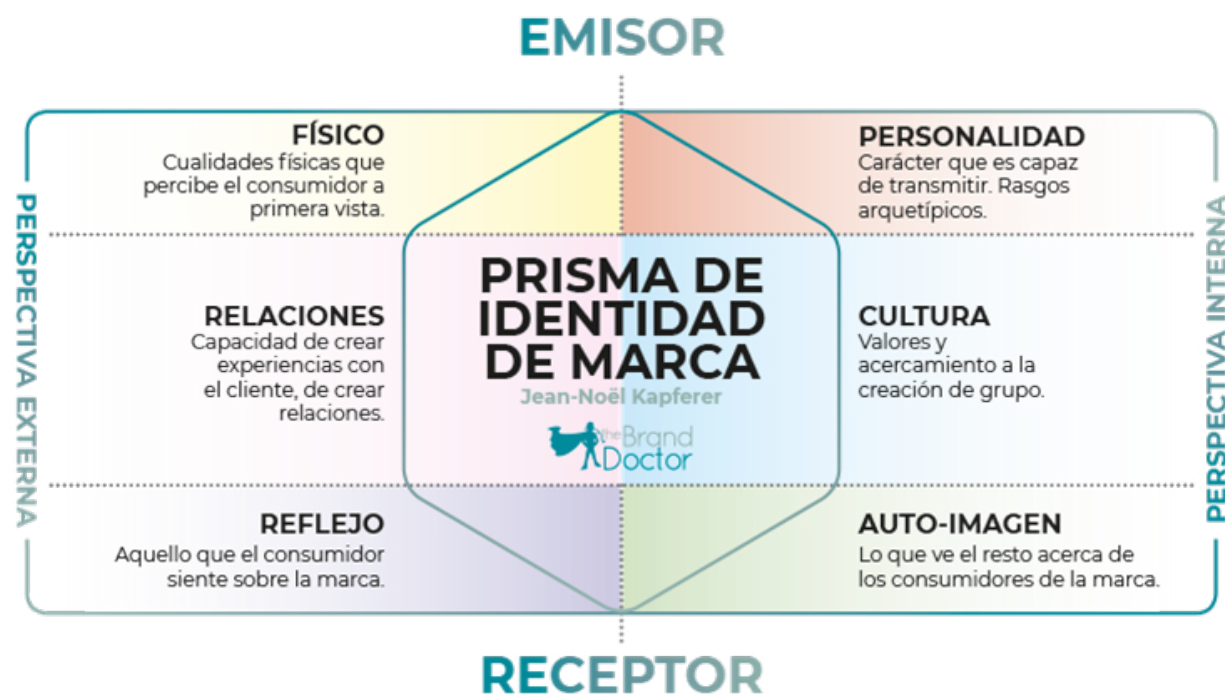 EMISOR
FÍSICO
Cualidades físicas que
percibe el consumidor a
primera vista.
PERSONALIDAD
Carácter que es capaz
de transmitir. Rasgos
arquetípicos.
PERSPECTIVA EXTERNA
RELACIONES
Capacidad de crear
experiencias con
el cliente, de crear
relaciones.
PRISMA DE
IDENTIDAD
DE MARCA
Jean-Noël Kapferer
the Brand
Doctor
CULTURA
Valores y
acercamiento a la
creación de grupo.
PERSPECTIVA INTERNA
REFLEJO
Aquello que el consumidor
siente sobre la marca.
AUTO-IMAGEN
Lo que ve el resto acerca de
los consumidores de la marca.
RECEPTOR